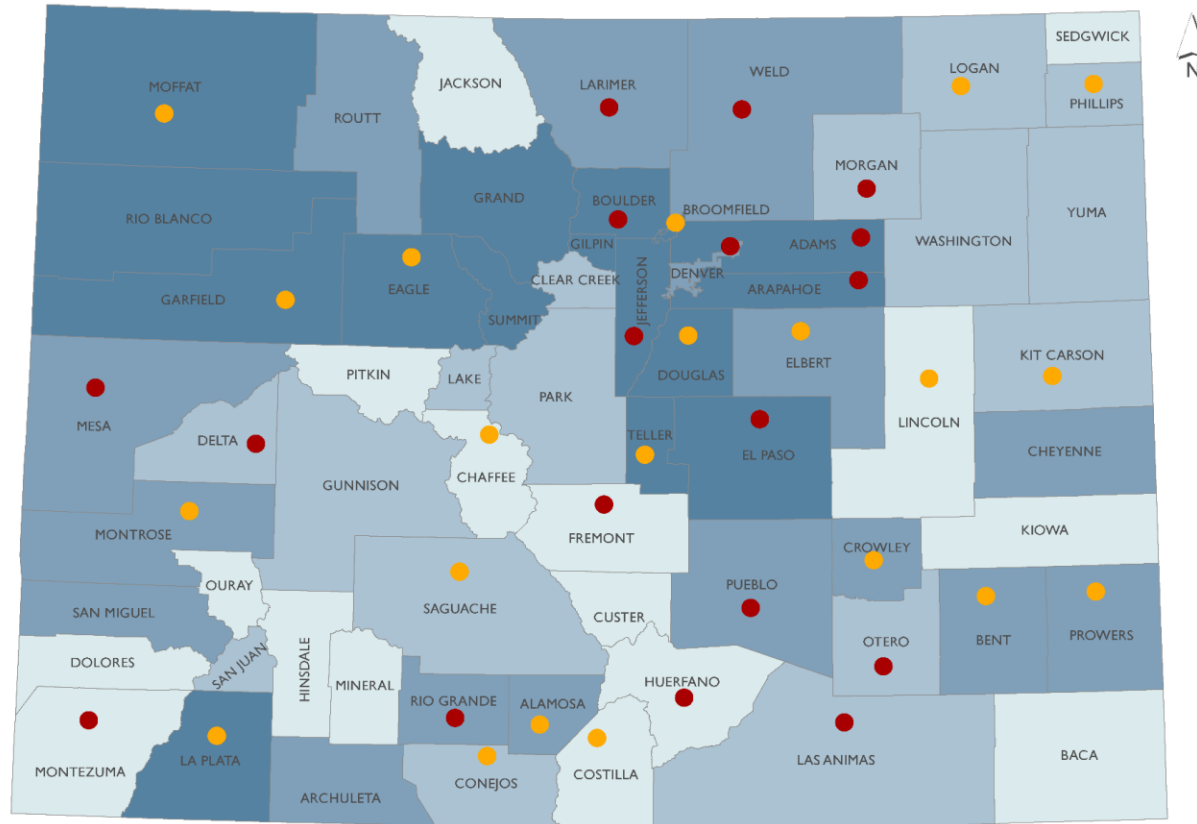 SEDGWICK
LOGAN
WELD
MOFFAT
JACKSON
LARIMER
N
PHILLIPS
ROUTT
MORGAN
GRAND
BOULDER
BROOMFIELD
YUMA
RIO BLANCO
GILPIN
ADAMS
WASHINGTON
CLEAR CREEK
DENVER
EAGLE
ARAPAHOE
GARFIELD
JEFFERSON
SUMMIT
KIT CARSON
ELBERT
PITKIN
LAKE
DOUGLAS
PARK
LINCOLN
MESA
DELTA
TELLER
CHEYENNE
EL PASO
CHAFFEE
GUNNISON
KIOWA
MONTROSE
FREMONT
CROWLEY
OURAY
PUEBLO
SAGUACHE
SAN MIGUEL
CUSTER
OTERO
BENT
PROWERS
DOLORES
SAN JUAN
HINSDALE
MINERAL
HUERFANO
RIO GRANDE
ALAMOSA
BACA
LA PLATA
LAS ANIMAS
MONTEZUMA
COSTILLA
CONEJOS
ARCHULETA